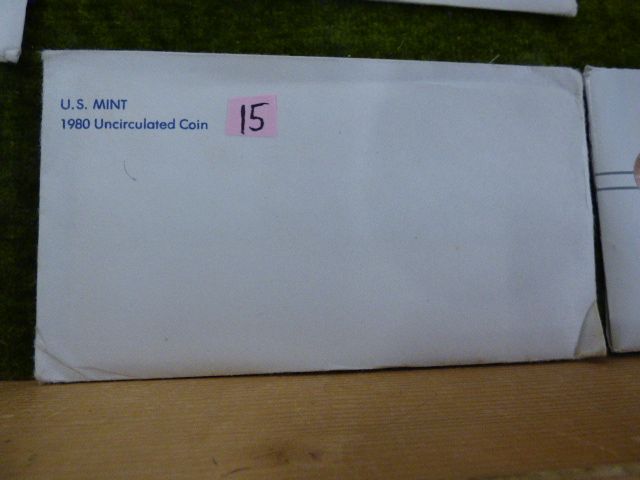 U.S. MINT
1980 Uncirculated Coin
15